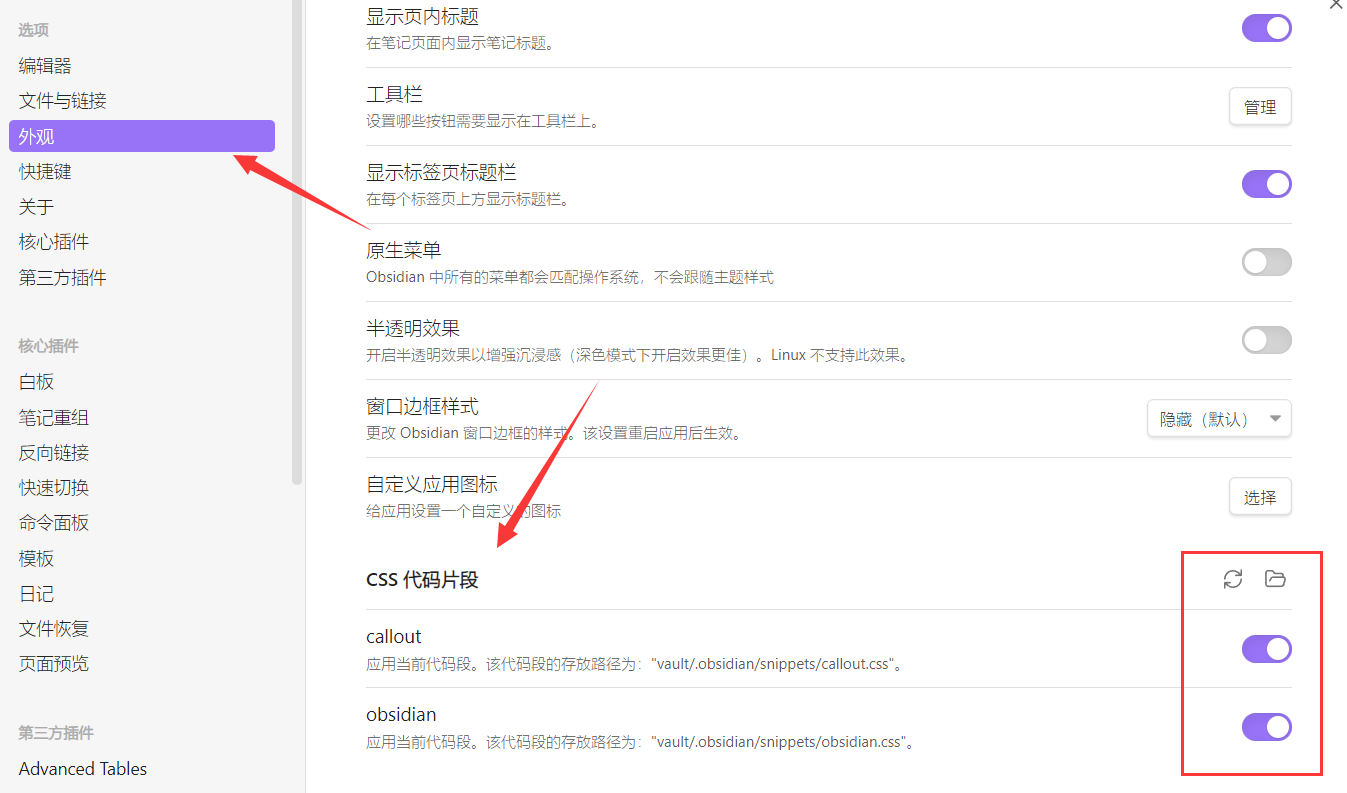 选项
编辑器
文件与链接
外观
快捷键
关于
核心插件
第三方插件
核心插件
白板
笔记重组
反向链接
快速切换
命令面板
模板
日记
文件恢复
页面预览
第三方插件
Advanced Tables
显示页内标题
在笔记页面内显示笔记标题。
工具栏
设置哪些按钮需要显示在工具栏上。
管理
显示标签页标题栏
在每个标签页上方显示标题栏。
原生菜单
Obsidian 中所有的菜单都会匹配操作系统，不会跟随主题样式
半透明效果
开启半透明效果以增强沉浸感（深色模式下开启效果更佳）。Linux 不支持此效果。
窗口边框样式
更改 Obsidian 窗口边框的样式。该设置重启应用后生效。
隐藏（默认）
自定义应用图标
给应用设置一个自定义的图标
选择
CSS 代码片段
callout
应用当前代码段。该代码段的存放路径为："vault/.obsidian/snippets/callout.css"。
obsidian
应用当前代码段。该代码段的存放路径为："vault/.obsidian/snippets/obsidian.css"。